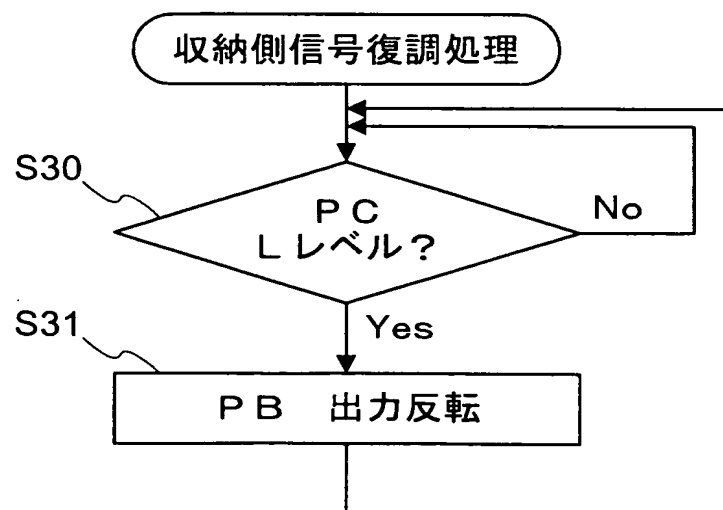 収納側信号復調処理
S30
PC
Lレベル?
No
Yes
S31
PB 出力反転